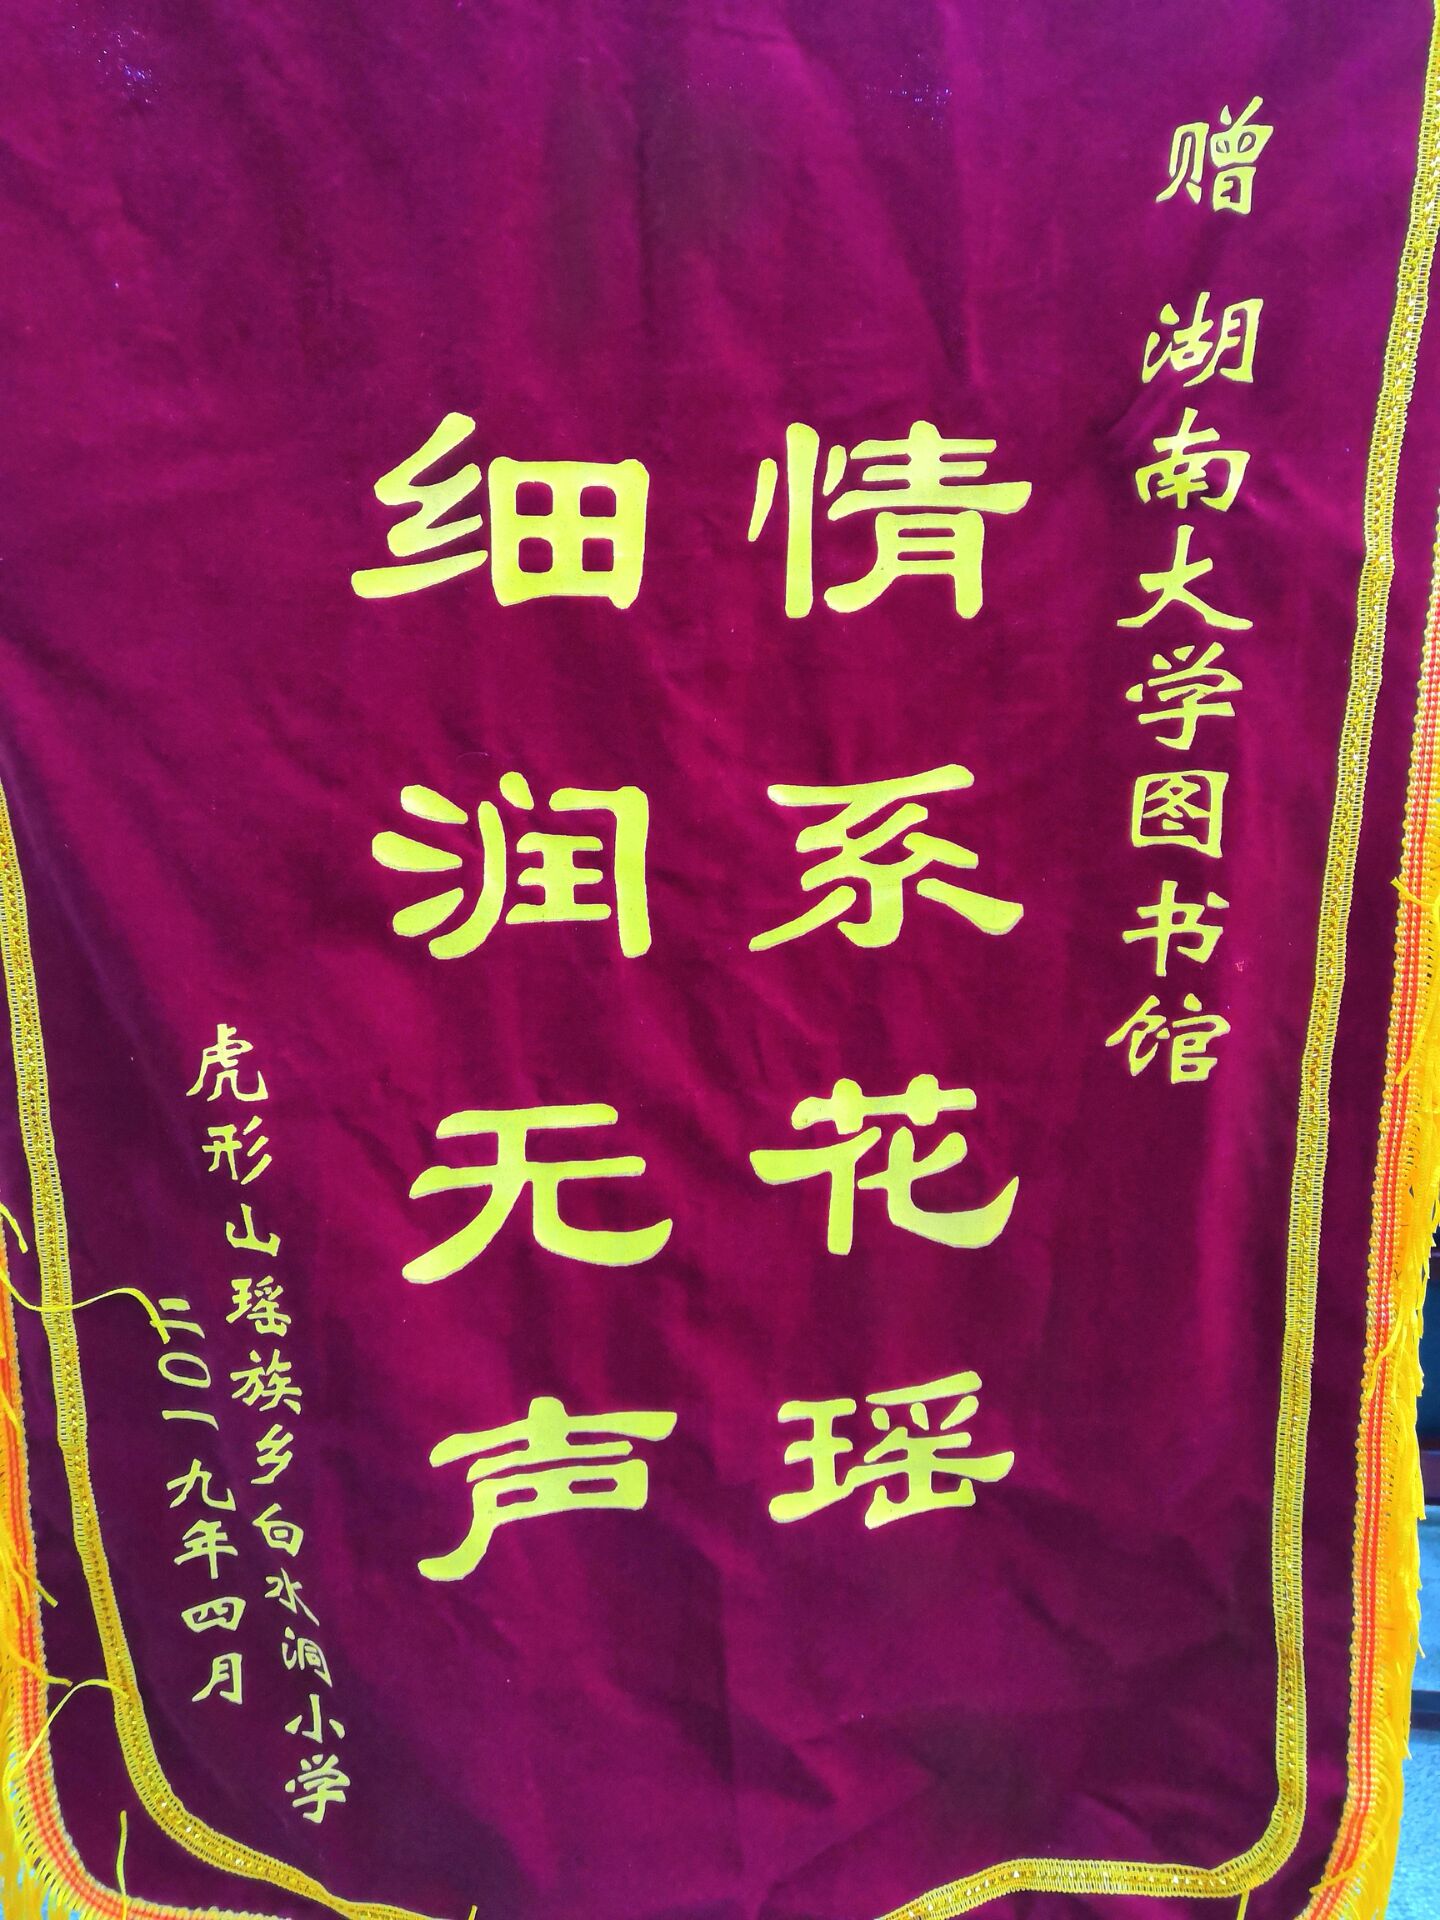 赠 湖南大学图书馆
情系花瑶
细润无声
虎形山瑶族乡白水洞小学
二〇一九年四月